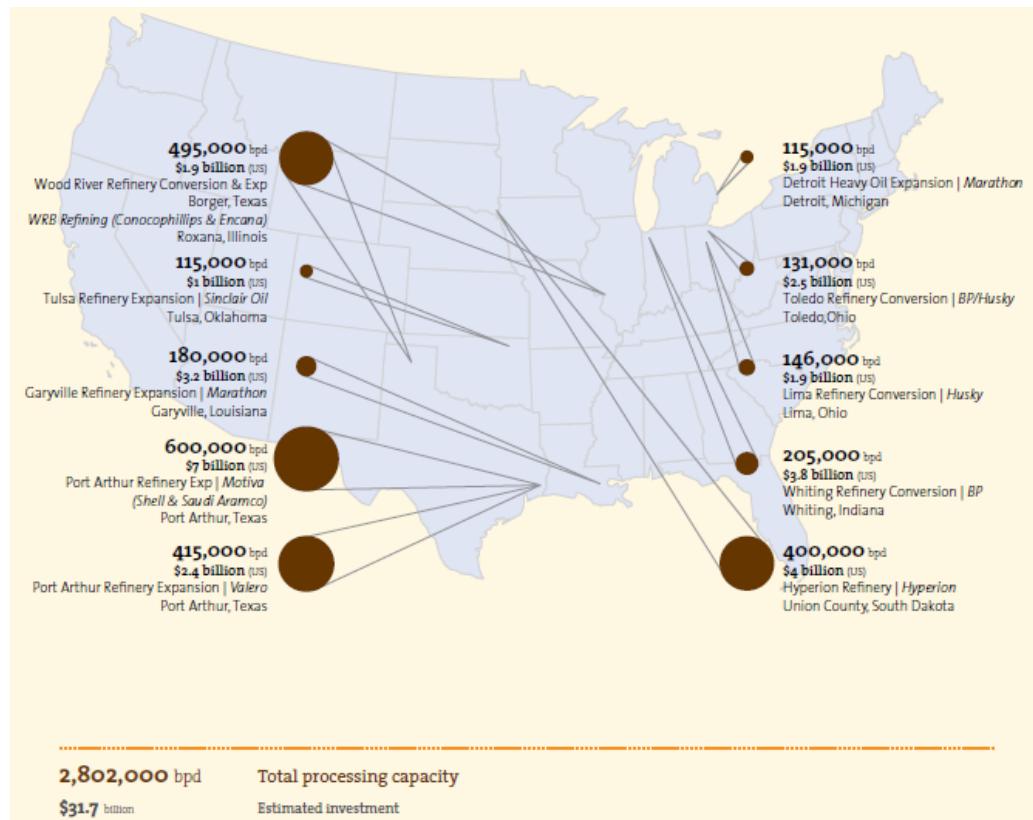 495,000 bpd
$1.9 billion (US)
Wood River Refinery Conversion & Exp
Borger, Texas
WRB Refining (Conocophillips & Encana)
Roxana, Illinois
115,000 bpd
$1 billion (US)
Tulsa Refinery Expansion | Sinclair Oil
Tulsa, Oklahoma
180,000 bpd
$3.2 billion (US)
Garyville Refinery Expansion | Marathon
Garyville, Louisiana
600,000 bpd
$7 billion (US)
Port Arthur Refinery Exp | Motiva
(Shell & Saudi Aramco)
Port Arthur, Texas
415,000 bpd
$2.4 billion (US)
Port Arthur Refinery Expansion | Valero
Port Arthur, Texas
115,000 bpd
$1.9 billion (US)
Detroit Heavy Oil Expansion | Marathon
Detroit, Michigan
131,000 bpd
$2.5 billion (US)
Toledo Refinery Conversion | BP/Husky
Toledo,Ohio
146,000 bpd
$1.9 billion (US)
Lima Refinery Conversion | Husky
Lima, Ohio
205,000 bpd
$3.8 billion (US)
Whiting Refinery Conversion | BP
Whiting, Indiana
400,000 bpd
$4 billion (US)
Hyperion Refinery | Hyperion
Union County, South Dakota
2,802,000 bpd Total processing capacity
$31.7 billion Estimated investment